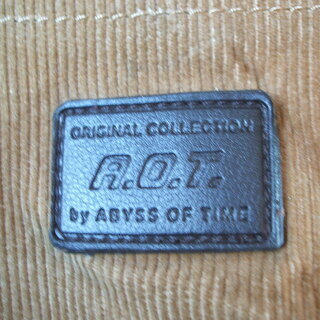 ORIGINAL COLLECTION
A.O.T.
by ABYSS OF TIME